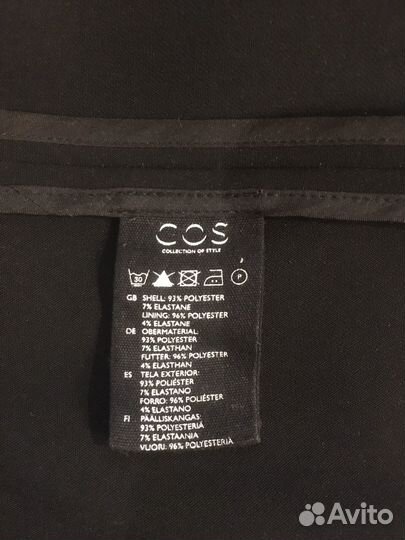 COS
COLLECTION OF STYLE
30 P
GB SHELL: 93% POLYESTER
7% ELASTANE
LINING: 96% POLYESTER
4% ELASTANE
DE OBERMATERIAL:
93% POLYESTER
7% ELASTHAN
FUTTER: 96% POLYESTER
4% ELASTHAN
ES TELA EXTERIOR:
93% POLIÉSTER
7% ELASTANO
FORRO: 96% POLIÉSTER
4% ELASTANO
FI PÄÄLLISKANGAS:
93% POLYESTERIÄ
7% ELASTAANIA
VUORI: 96% POLYESTERIÄ
Avito